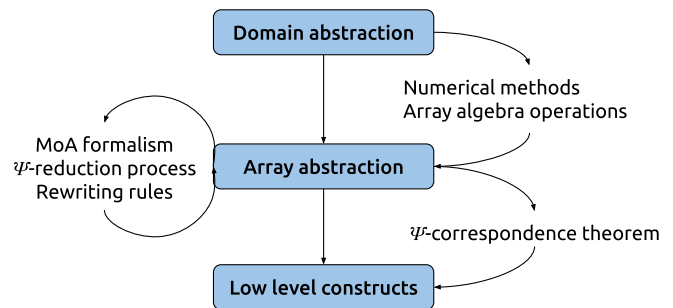 Domain abstraction
Numerical methods
Array algebra operations
MoA formalism
Ψ-reduction process
Rewriting rules
Array abstraction
Ψ-correspondence theorem
Low level constructs